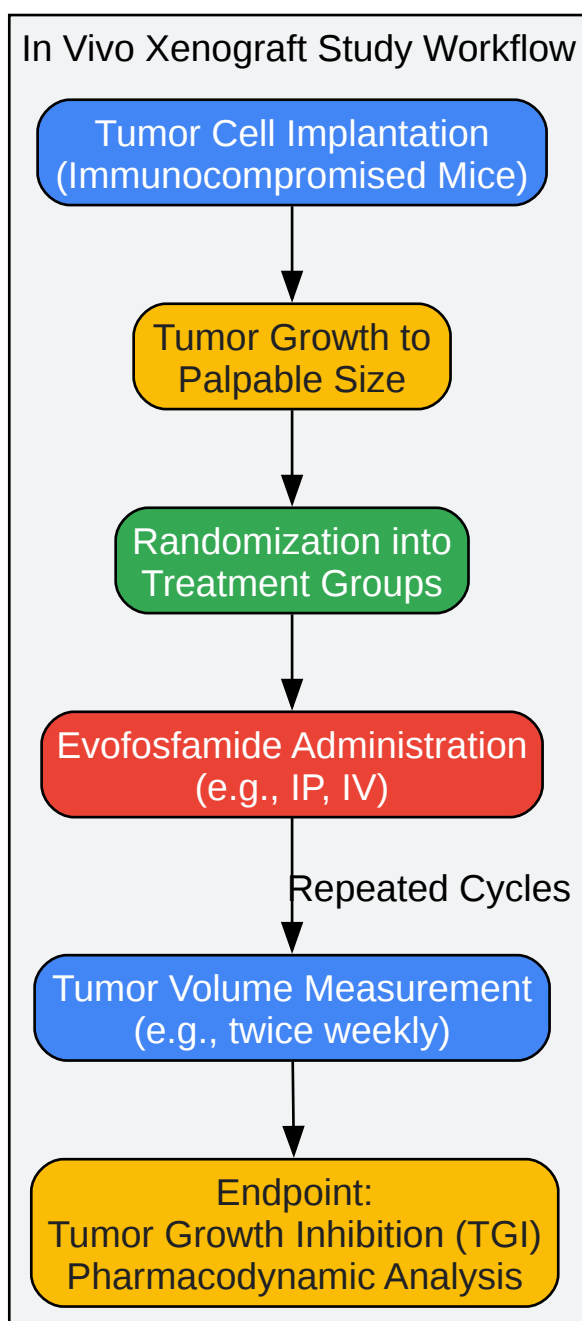 In Vivo Xenograft Study Workflow
Tumor Cell Implantation
(Immunocompromised Mice)
Tumor Growth to
Palpable Size
Randomization into
Treatment Groups
Evofosfamide Administration
(e.g., IP, IV)
Repeated Cycles
Tumor Volume Measurement
(e.g., twice weekly)
Endpoint:
Tumor Growth Inhibition (TGI)
Pharmacodynamic Analysis